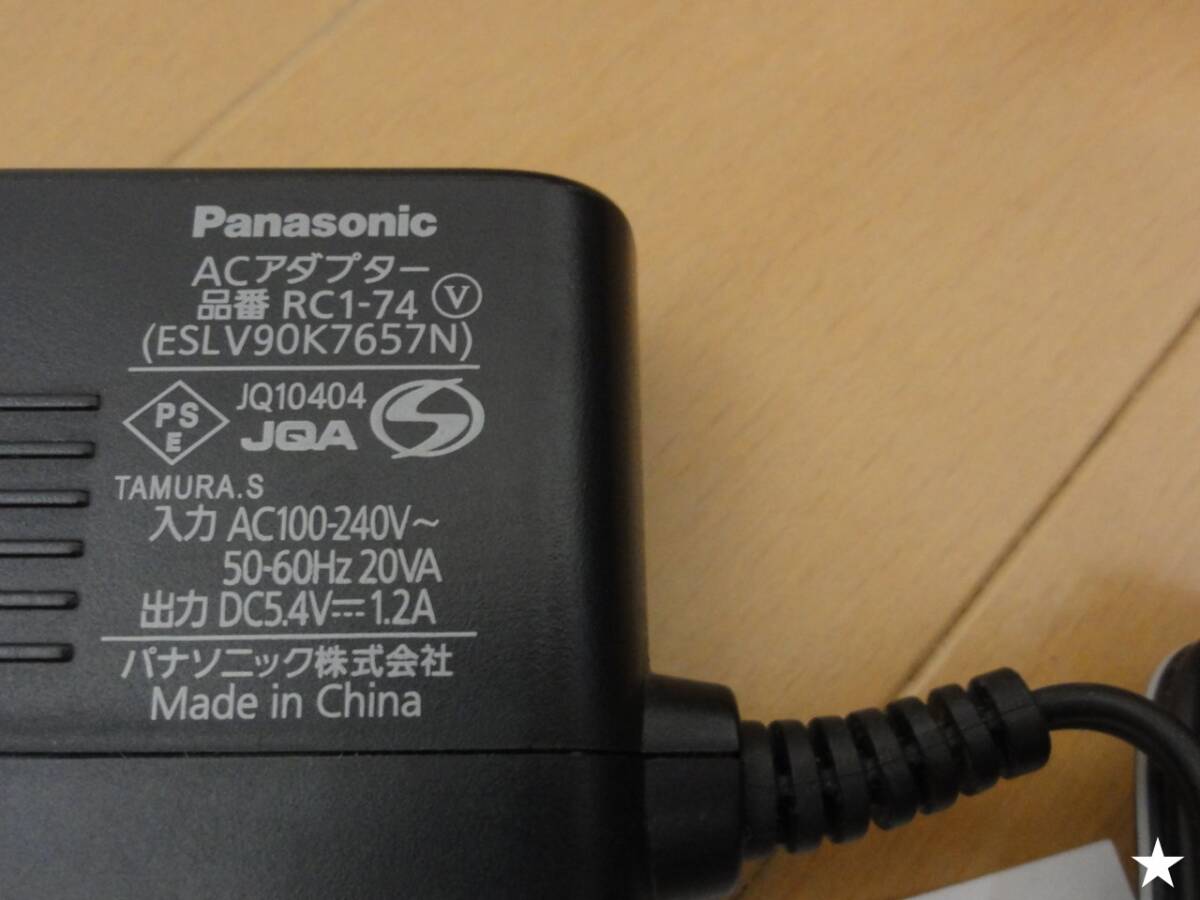 Panasonic
ACアダプター
品番 RC1-74 Ⓥ
(ESLV90K7657N)
PS
E
JQ10404
JQA
TAMURA.S
入力 AC100-240V～
50-60Hz 20VA
出力 DC5.4V⎓1.2A
パナソニック株式会社
Made in China